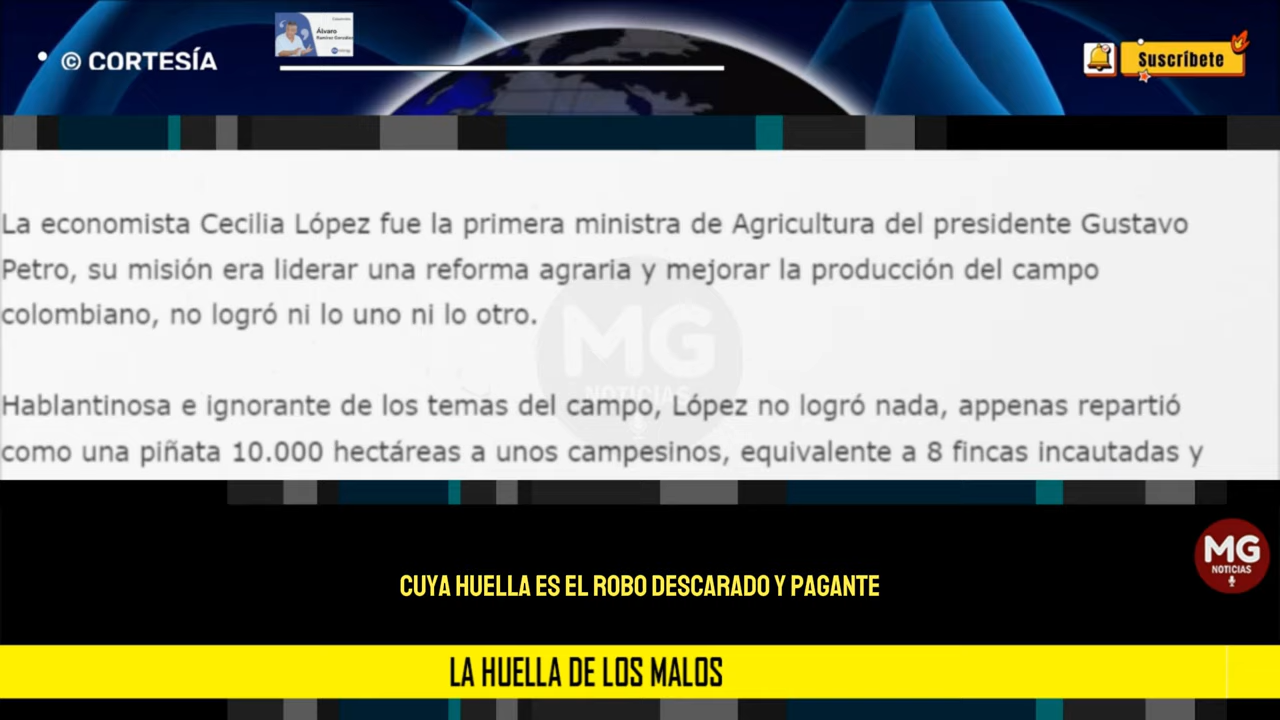 © CORTESÍA
Álvaro
Suscríbete
La economista Cecilia López fue la primera ministra de Agricultura del presidente Gustavo
Petro, su misión era liderar una reforma agraria y mejorar la producción del campo
colombiano, no logró ni lo uno ni lo otro.
MG
NOTICIAS
Hablantinosa e ignorante de los temas del campo, López no logró nada, appenas repartió
como una piñata 10.000 hectáreas a unos campesinos, equivalente a 8 fincas incautadas y
MG
NOTICIAS
CUYA HUELLA ES EL ROBO DESCARADO Y PAGANTE
LA HUELLA DE LOS MALOS